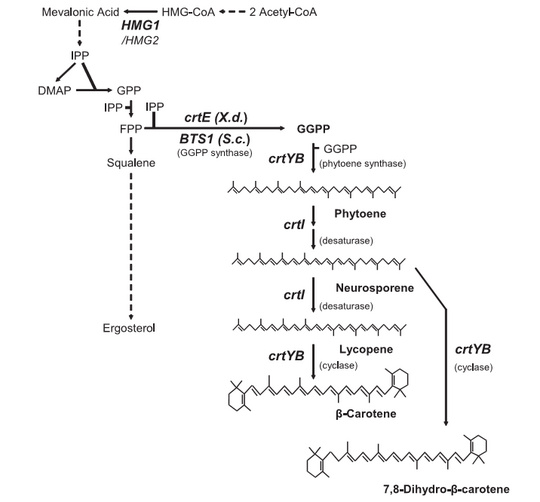 Mevalonic Acid HMG-CoA 2 Acetyl-CoA
HMG1
/HMG2
IPP
DMAP GPP
IPP IPP
crtE (X.d.)
FPP GGPP
BTS1 (S.c.)
(GGPP synthase)
GGPP
Squalene
crtYB (phytoene synthase)
Phytoene
crtI
(desaturase)
Neurosporene
crtI
(desaturase)
Ergosterol
Lycopene
crtYB
(cyclase)
crtYB
(cyclase)
β-Carotene
7,8-Dihydro-β-carotene